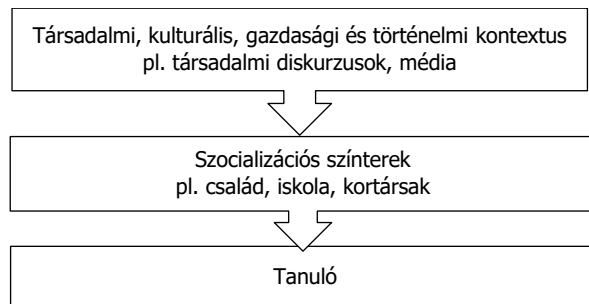 Társadalmi, kulturális, gazdasági és történelmi kontextus
pl. társadalmi diskurzusok, média
Szocializációs színterek
pl. család, iskola, kortársak
Tanuló